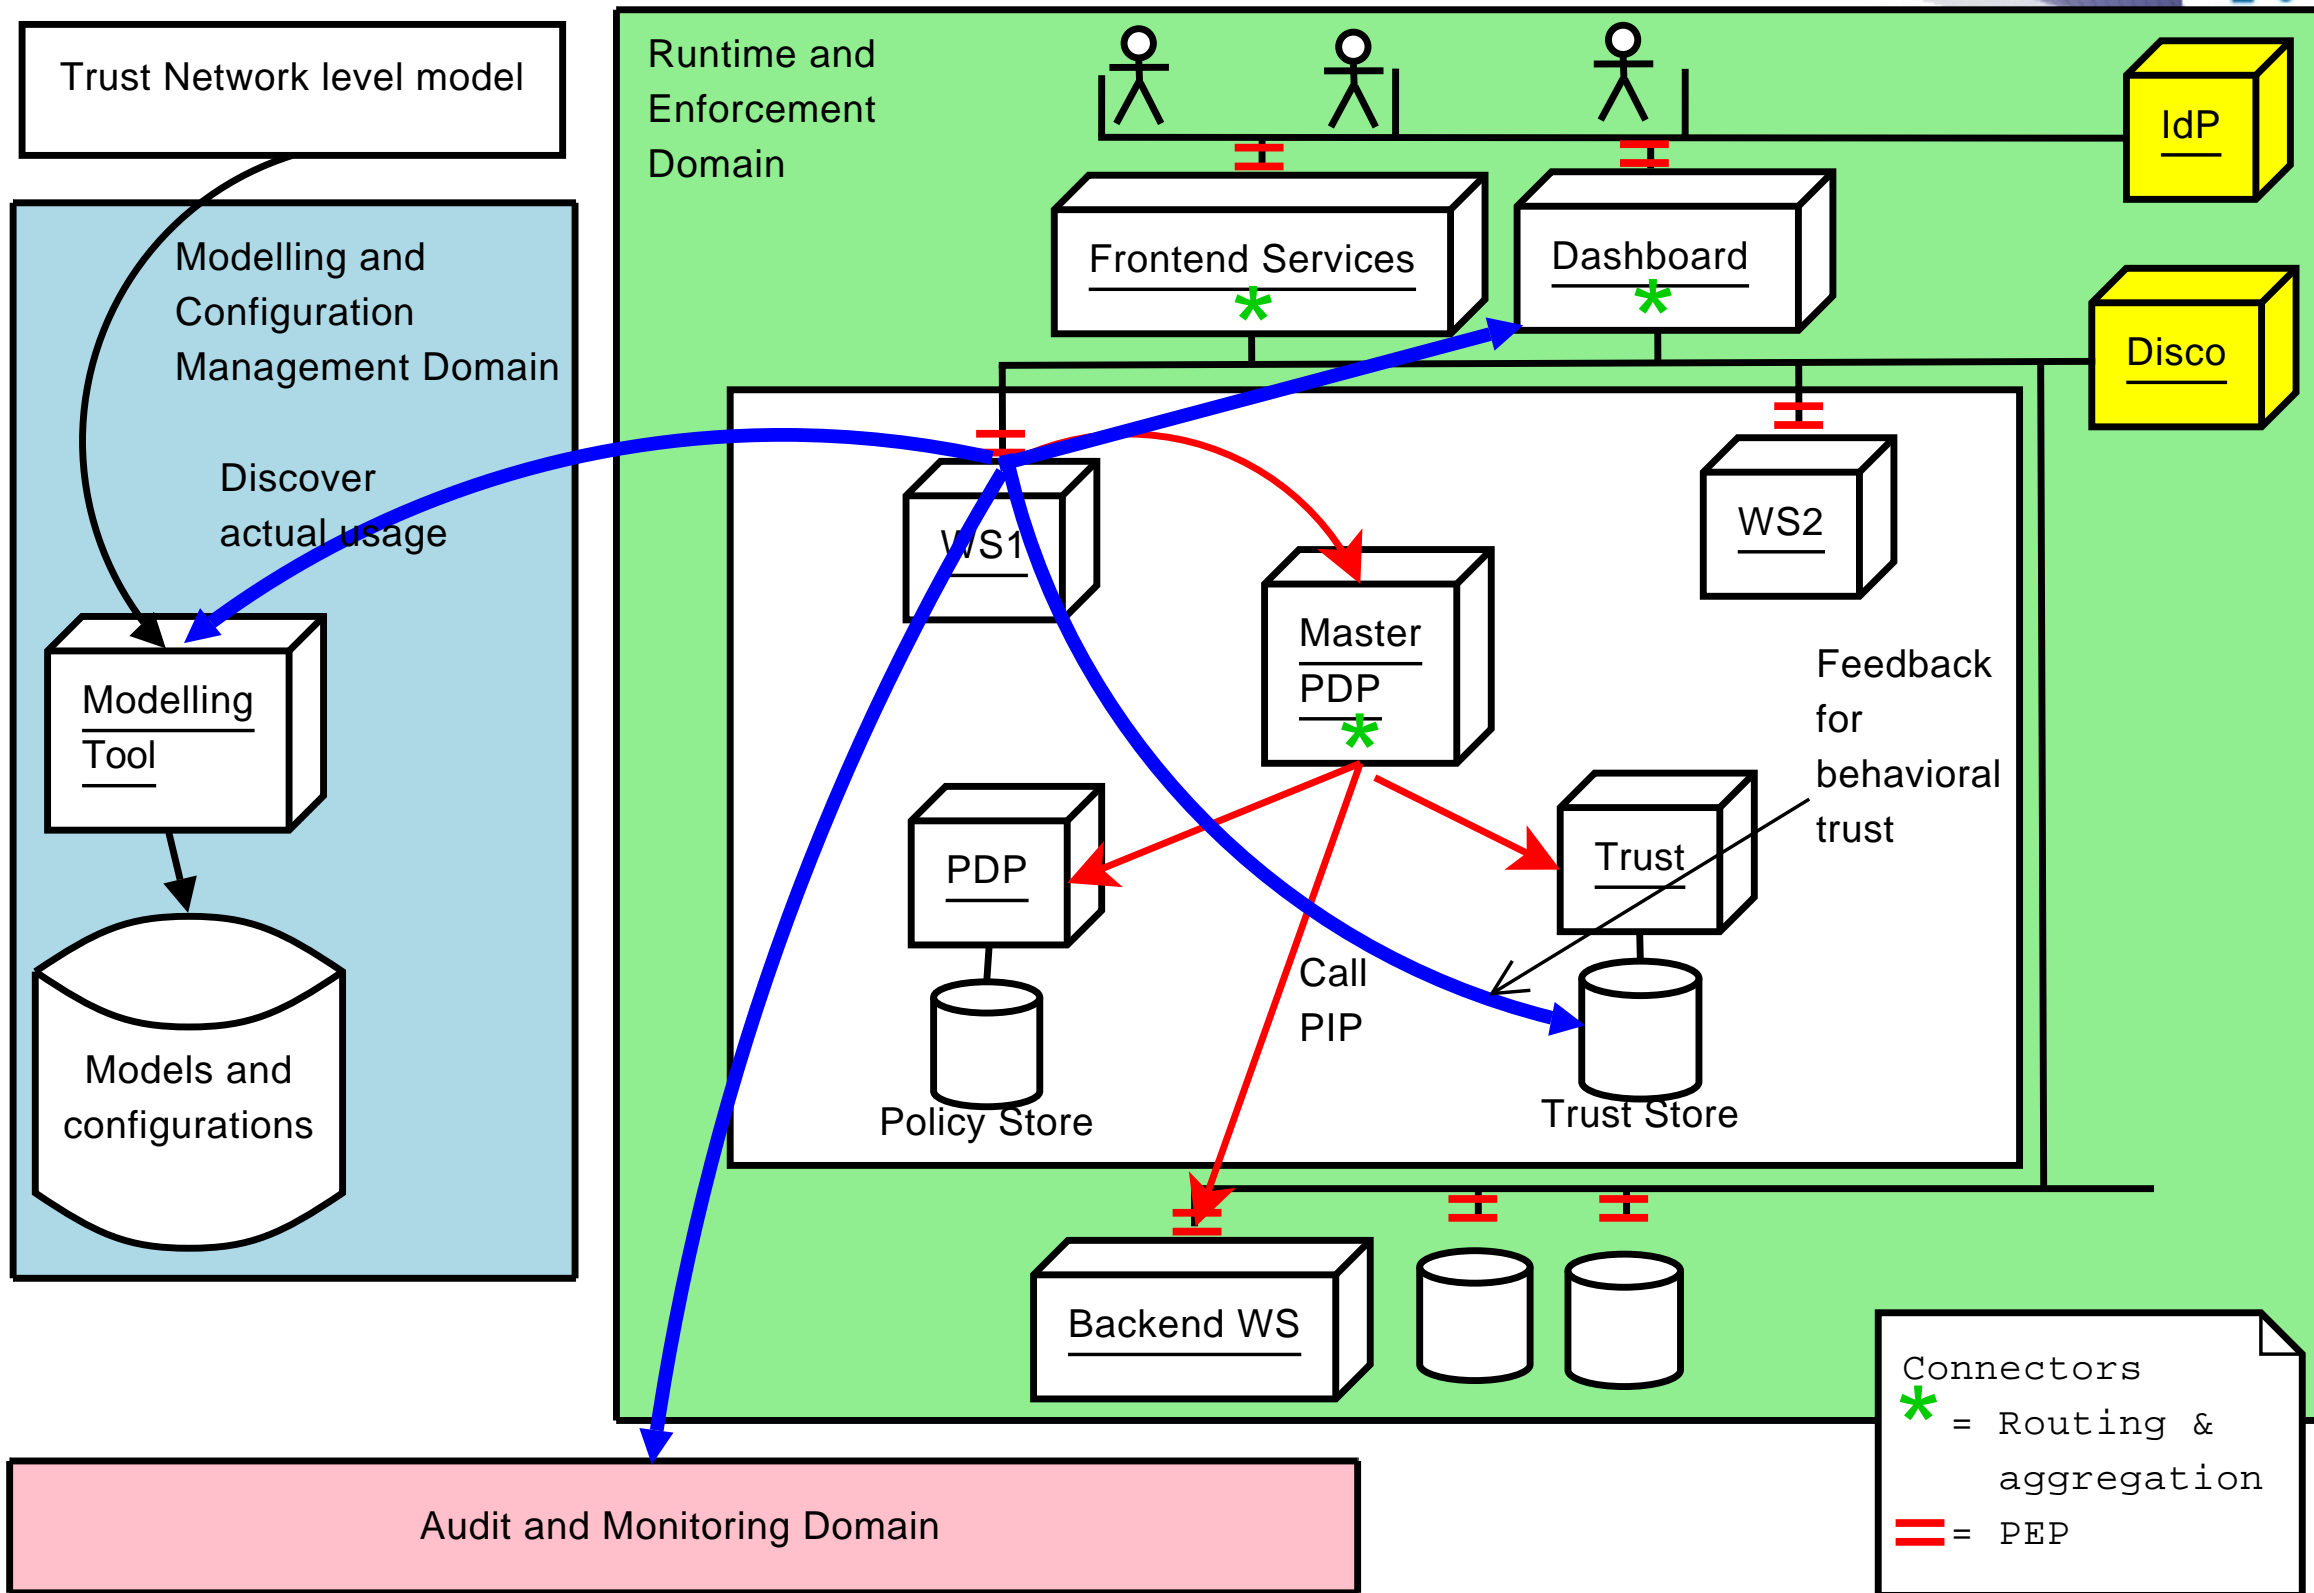 Trust Network level model
Runtime and
Enforcement
Domain
IdP
Frontend Services
*
Dashboard
*
Disco
Modelling and
Configuration
Management Domain
Discover
actual usage
WS1
WS2
Master
PDP
*
Feedback
for
behavioral
trust
Modelling
Tool
PDP
Trust
Call
PIP
Models and
configurations
Policy Store
Trust Store
Backend WS
Connectors
* = Routing &
aggregation
= PEP
Audit and Monitoring Domain